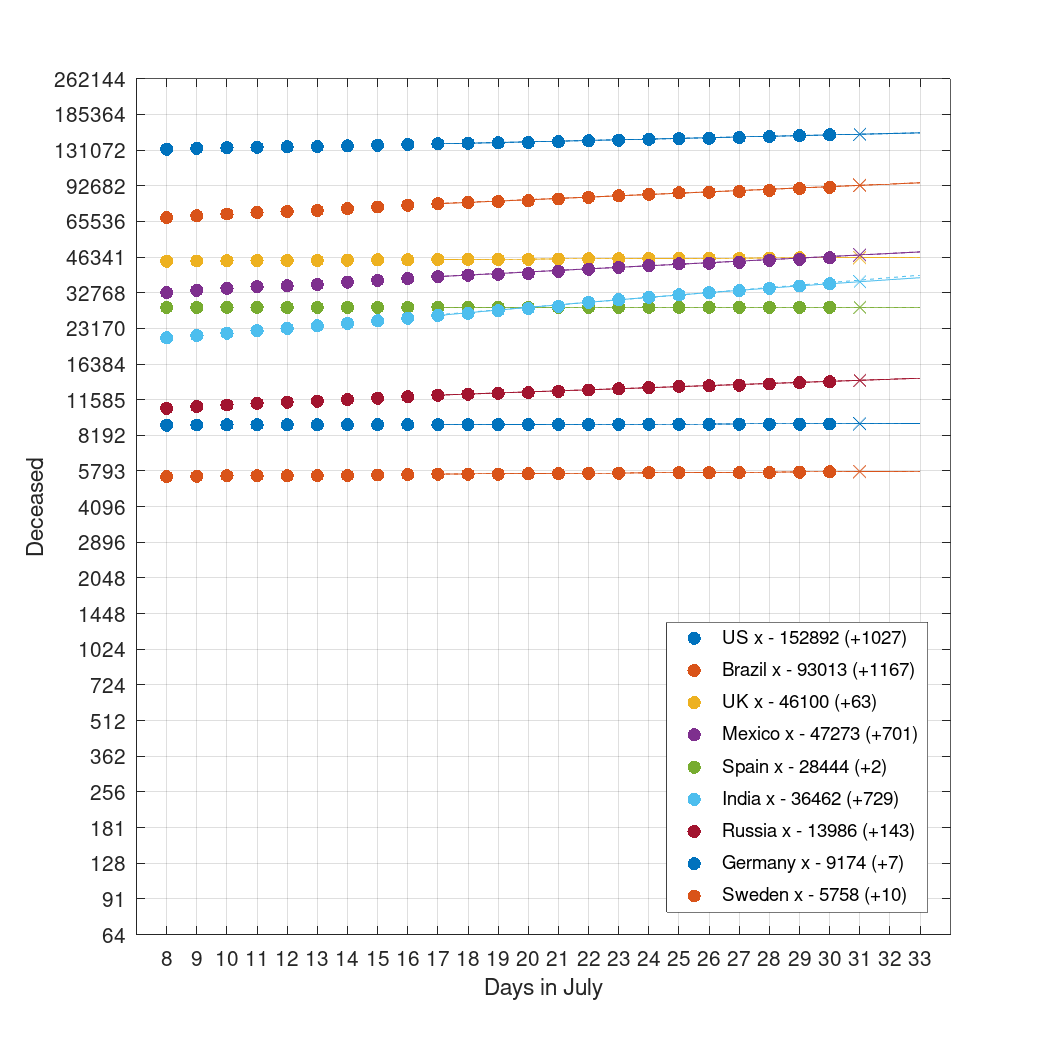 262144
185364
131072
92682
65536
46341
32768
23170
16384
11585
8192
5793
4096
2896
2048
1448
1024
724
512
362
256
181
128
91
64
Deceased
US x - 152892 (+1027)
Brazil x - 93013 (+1167)
UK x - 46100 (+63)
Mexico x - 47273 (+701)
Spain x - 28444 (+2)
India x - 36462 (+729)
Russia x - 13986 (+143)
Germany x - 9174 (+7)
Sweden x - 5758 (+10)
8 9 10 11 12 13 14 15 16 17 18 19 20 21 22 23 24 25 26 27 28 29 30 31 32 33
Days in July